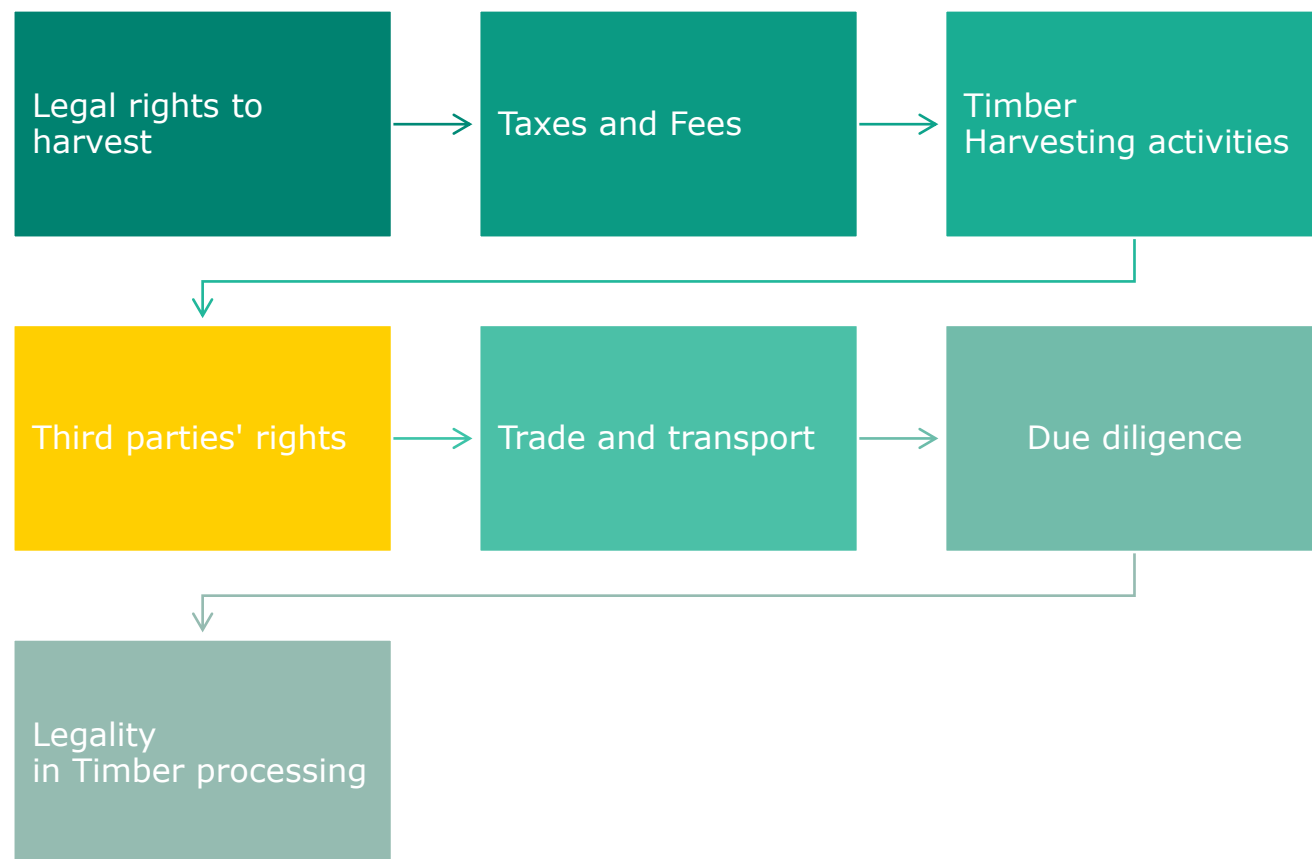 Legal rights to
harvest
Taxes and Fees
Timber
Harvesting activities
Third parties' rights
Trade and transport
Due diligence
Legality
in Timber processing